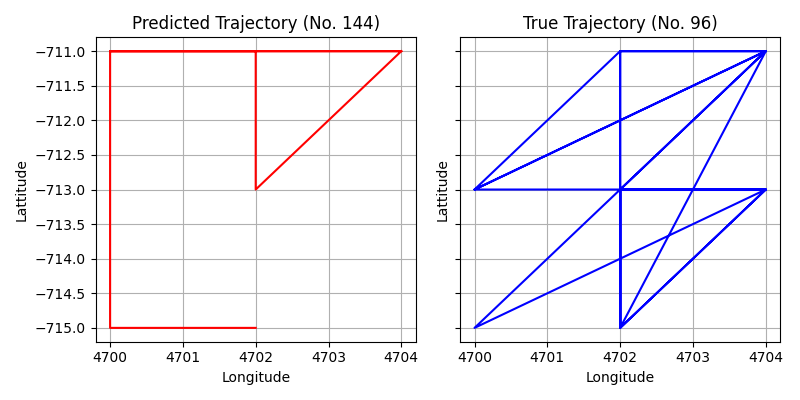 Predicted Trajectory (No. 144)
True Trajectory (No. 96)
−711.0
−711.5
−712.0
−712.5
−713.0
−713.5
−714.0
−714.5
−715.0
Lattitude
Lattitude
4700 4701 4702 4703 4704
4700 4701 4702 4703 4704
Longitude
Longitude